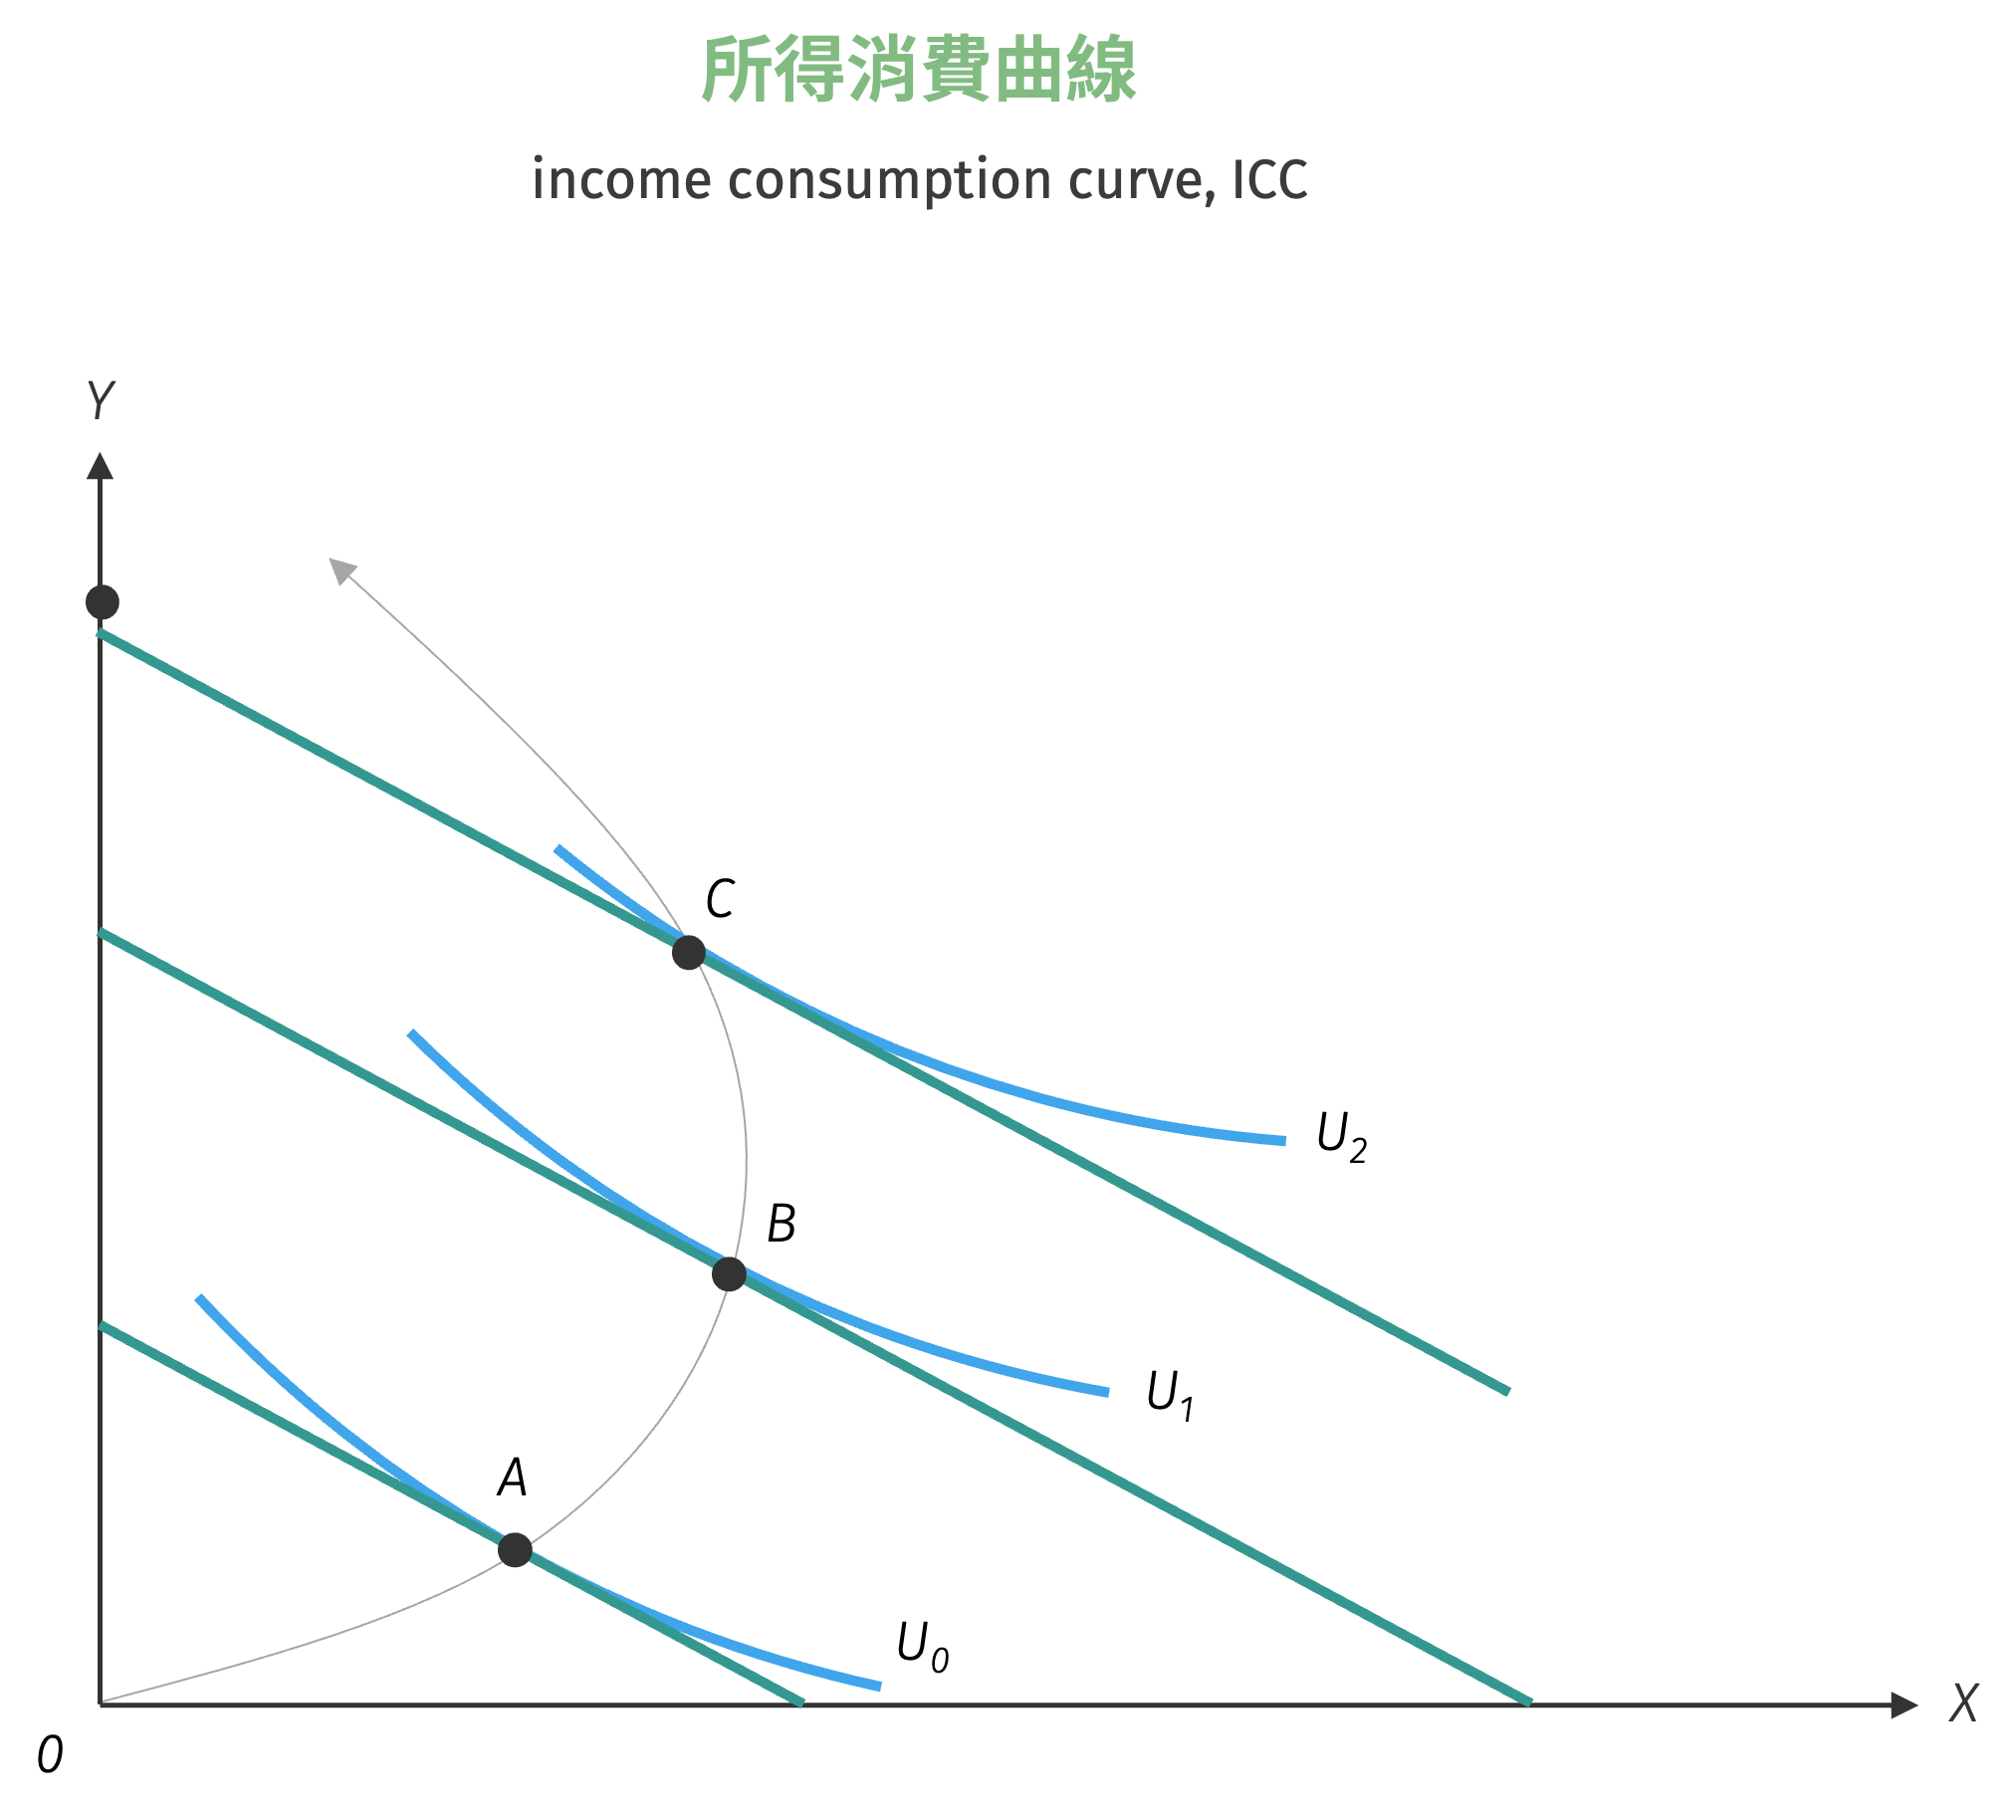 所得消費曲線
income consumption curve, ICC
Y
C
U2
B
U1
A
U0
X
0